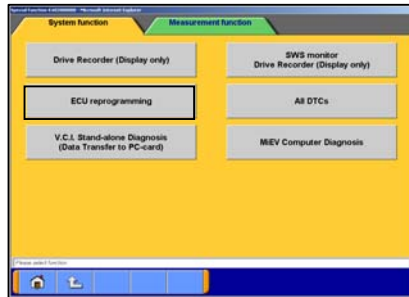 System function
Measurement function
Drive Recorder (Display only)
SWS monitor
Drive Recorder (Display only)
ECU reprogramming
All DTCs
V.C.I. Stand-alone Diagnosis
(Data Transfer to PC-card)
MiEV Computer Diagnosis
Please select function